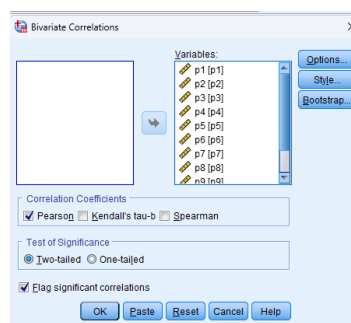 Bivariate Correlations
Variables:
p1 [p1]
p2 [p2]
p3 [p3]
p4 [p4]
p5 [p5]
p6 [p6]
p7 [p7]
p8 [p8]
p9 [p9]
Options...
Style...
Bootstrap...
Correlation Coefficients
Pearson Kendall's tau-b Spearman
Test of Significance
Two-tailed One-tailed
Flag significant correlations
OK Paste Reset Cancel Help